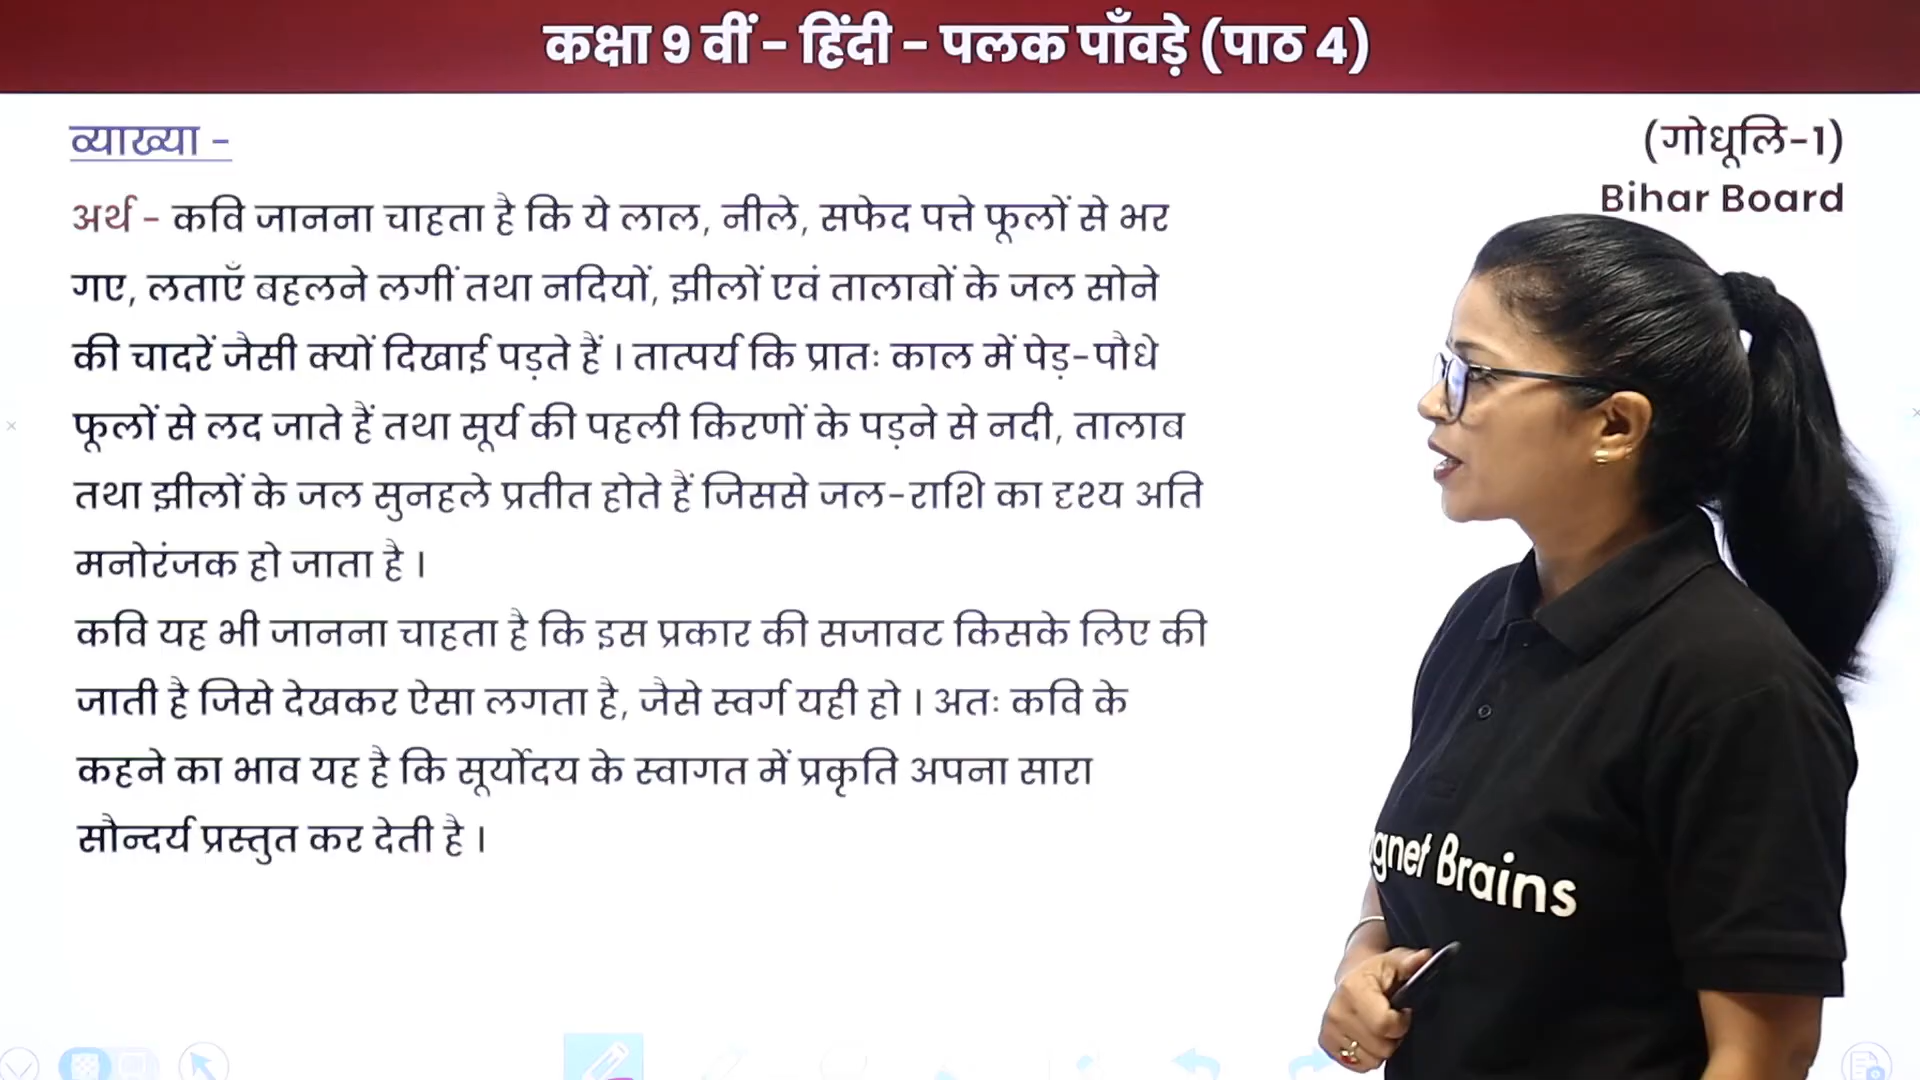 कक्षा 9 वीं - हिंदी - पलक पाँवड़े (पाठ 4)
व्याख्या -
(गोधूलि-1)
Bihar Board
अर्थ - कवि जानना चाहता है कि ये लाल, नीले, सफेद पत्ते फूलों से भर
गए, लताएँ बहलने लगीं तथा नदियों, झीलों एवं तालाबों के जल सोने
की चादरें जैसी क्यों दिखाई पड़ते हैं । तात्पर्य कि प्रातः काल में पेड़-पौधे
फूलों से लद जाते हैं तथा सूर्य की पहली किरणों के पड़ने से नदी, तालाब
तथा झीलों के जल सुनहले प्रतीत होते हैं जिससे जल-राशि का दृश्य अति
मनोरंजक हो जाता है ।
कवि यह भी जानना चाहता है कि इस प्रकार की सजावट किसके लिए की
जाती है जिसे देखकर ऐसा लगता है, जैसे स्वर्ग यही हो । अतः कवि के
कहने का भाव यह है कि सूर्योदय के स्वागत में प्रकृति अपना सारा
सौन्दर्य प्रस्तुत कर देती है ।
Brains